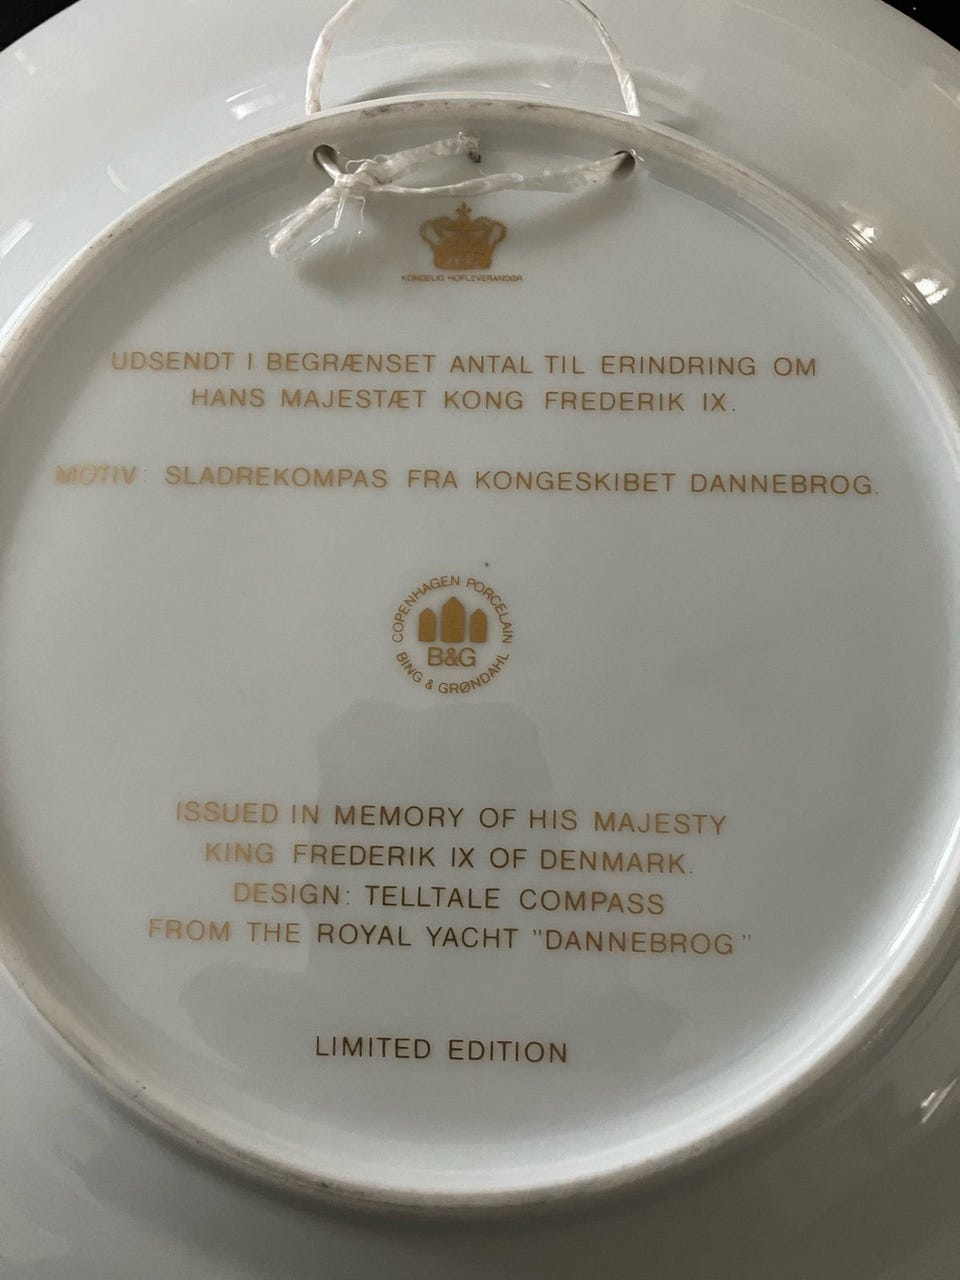 KONGELIG HOFLEVERANDØR
UDSENDT I BEGRÆNSET ANTAL TIL ERINDRING OM
HANS MAJESTÆT KONG FREDERIK IX.
MOTIV: SLADREKOMPAS FRA KONGESKIBET DANNEBROG.
COPENHAGEN PORCELAIN
B&G
BING & GRØNDAHL
ISSUED IN MEMORY OF HIS MAJESTY
KING FREDERIK IX OF DENMARK.
DESIGN: TELLTALE COMPASS
FROM THE ROYAL YACHT "DANNEBROG"
LIMITED EDITION